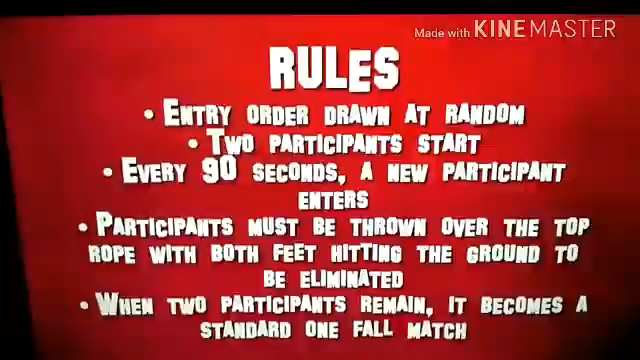 Made with KINEMASTER
RULES
• ENTRY ORDER DRAWN AT RANDOM
• TWO PARTICIPANTS START
• EVERY 90 SECONDS, A NEW PARTICIPANT
ENTERS
• PARTICIPANTS MUST BE THROWN OVER THE TOP
ROPE WITH BOTH FEET HITTING THE GROUND TO
BE ELIMINATED
• WHEN TWO PARTICIPANTS REMAIN, IT BECOMES A
STANDARD ONE FALL MATCH